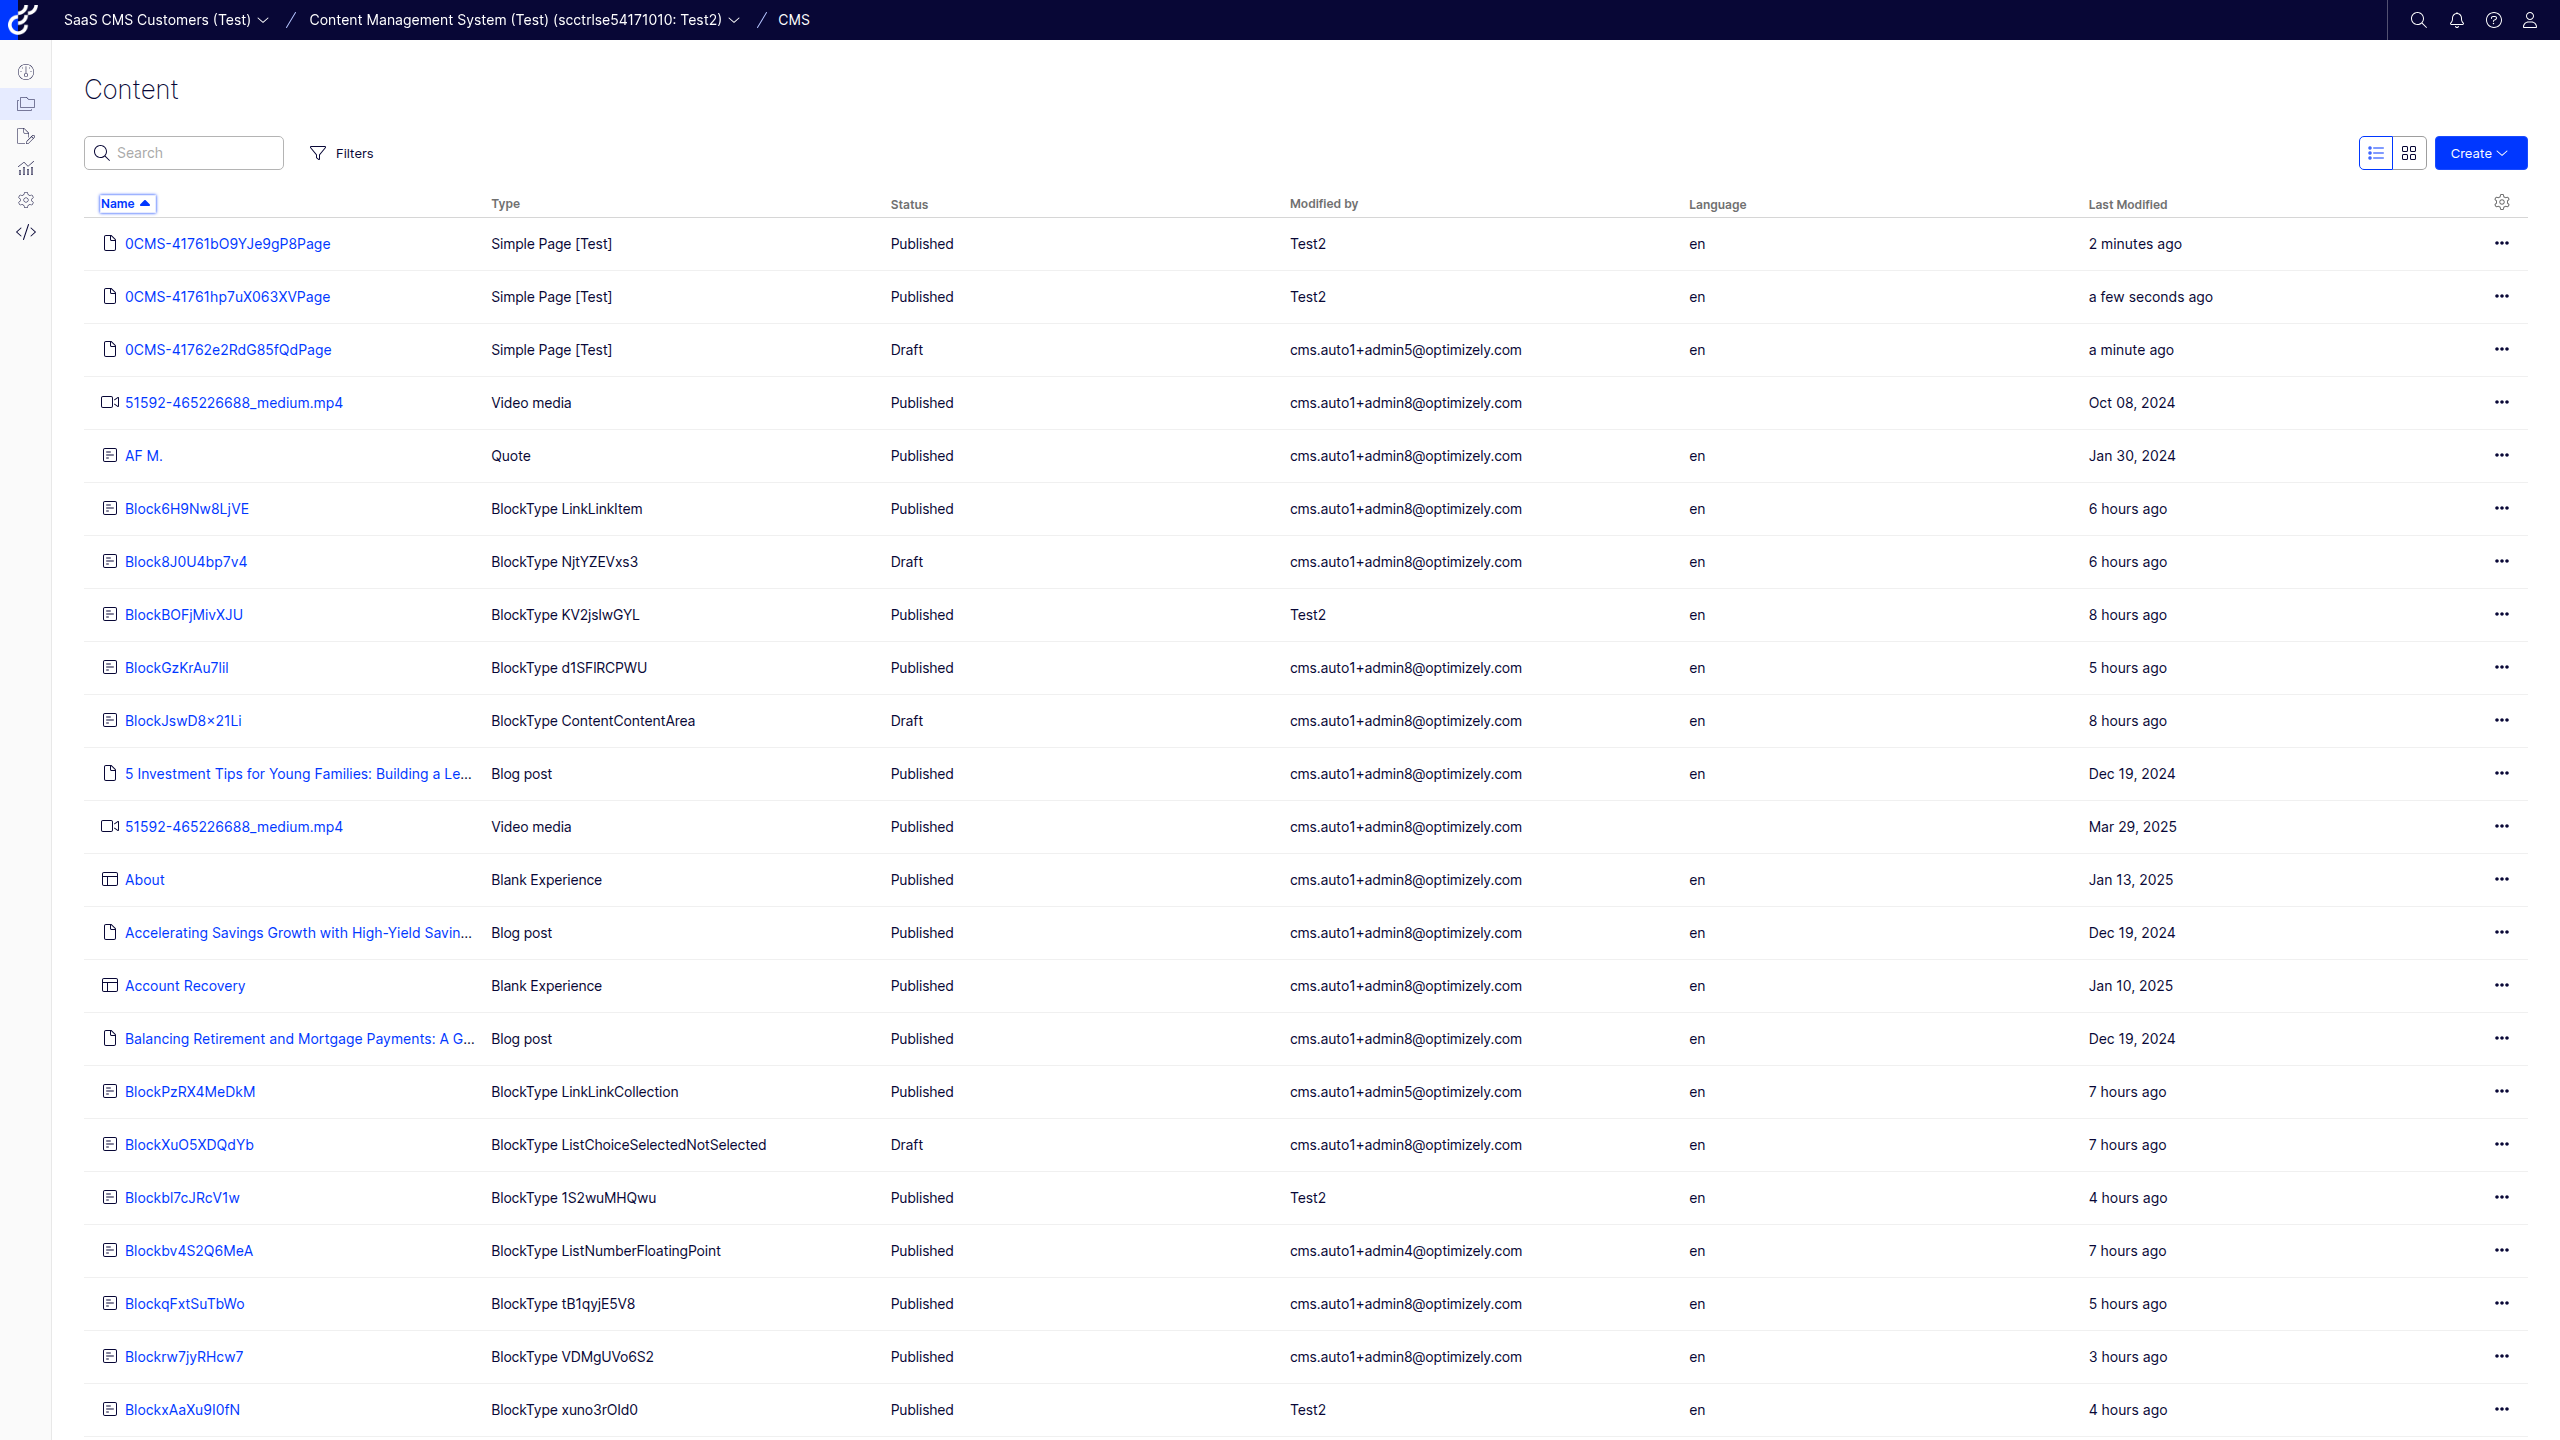 SaaS CMS Customers (Test) / Content Management System (Test) (scctrlse54171010: Test2) / CMS
Content
Search Filters Create
Name Type Status Modified by Language Last Modified
0CMS-41761bO9YJe9gP8Page Simple Page [Test] Published Test2 en 2 minutes ago
0CMS-41761hp7uX063XVPage Simple Page [Test] Published Test2 en a few seconds ago
0CMS-41762e2RdG85fQdPage Simple Page [Test] Draft cms.auto1+admin5@optimizely.com en a minute ago
51592-465226688_medium.mp4 Video media Published cms.auto1+admin8@optimizely.com Oct 08, 2024
AF M. Quote Published cms.auto1+admin8@optimizely.com en Jan 30, 2024
Block6H9Nw8LjVE BlockType LinkLinkItem Published cms.auto1+admin8@optimizely.com en 6 hours ago
Block8J0U4bp7v4 BlockType NjtYZEVxs3 Draft cms.auto1+admin8@optimizely.com en 6 hours ago
BlockBOFjMivXJU BlockType KV2jslwGYL Published Test2 en 8 hours ago
BlockGzKrAu7lil BlockType d1SFlRCPWU Published cms.auto1+admin8@optimizely.com en 5 hours ago
BlockJswD8×21Li BlockType ContentContentArea Draft cms.auto1+admin8@optimizely.com en 8 hours ago
5 Investment Tips for Young Families: Building a Le... Blog post Published cms.auto1+admin8@optimizely.com en Dec 19, 2024
51592-465226688_medium.mp4 Video media Published cms.auto1+admin8@optimizely.com Mar 29, 2025
About Blank Experience Published cms.auto1+admin8@optimizely.com en Jan 13, 2025
Accelerating Savings Growth with High-Yield Savin... Blog post Published cms.auto1+admin8@optimizely.com en Dec 19, 2024
Account Recovery Blank Experience Published cms.auto1+admin8@optimizely.com en Jan 10, 2025
Balancing Retirement and Mortgage Payments: A G... Blog post Published cms.auto1+admin8@optimizely.com en Dec 19, 2024
BlockPzRX4MeDkM BlockType LinkLinkCollection Published cms.auto1+admin5@optimizely.com en 7 hours ago
BlockXuO5XDQdYb BlockType ListChoiceSelectedNotSelected Draft cms.auto1+admin8@optimizely.com en 7 hours ago
Blockbl7cJRcV1w BlockType 1S2wuMHQwu Published Test2 en 4 hours ago
Blockbv4S2Q6MeA BlockType ListNumberFloatingPoint Published cms.auto1+admin4@optimizely.com en 7 hours ago
BlockqFxtSuTbWo BlockType tB1qyjE5V8 Published cms.auto1+admin8@optimizely.com en 5 hours ago
Blockrw7jyRHcw7 BlockType VDMgUVo6S2 Published cms.auto1+admin8@optimizely.com en 3 hours ago
BlockxAaXu9I0fN BlockType xuno3rOld0 Published Test2 en 4 hours ago